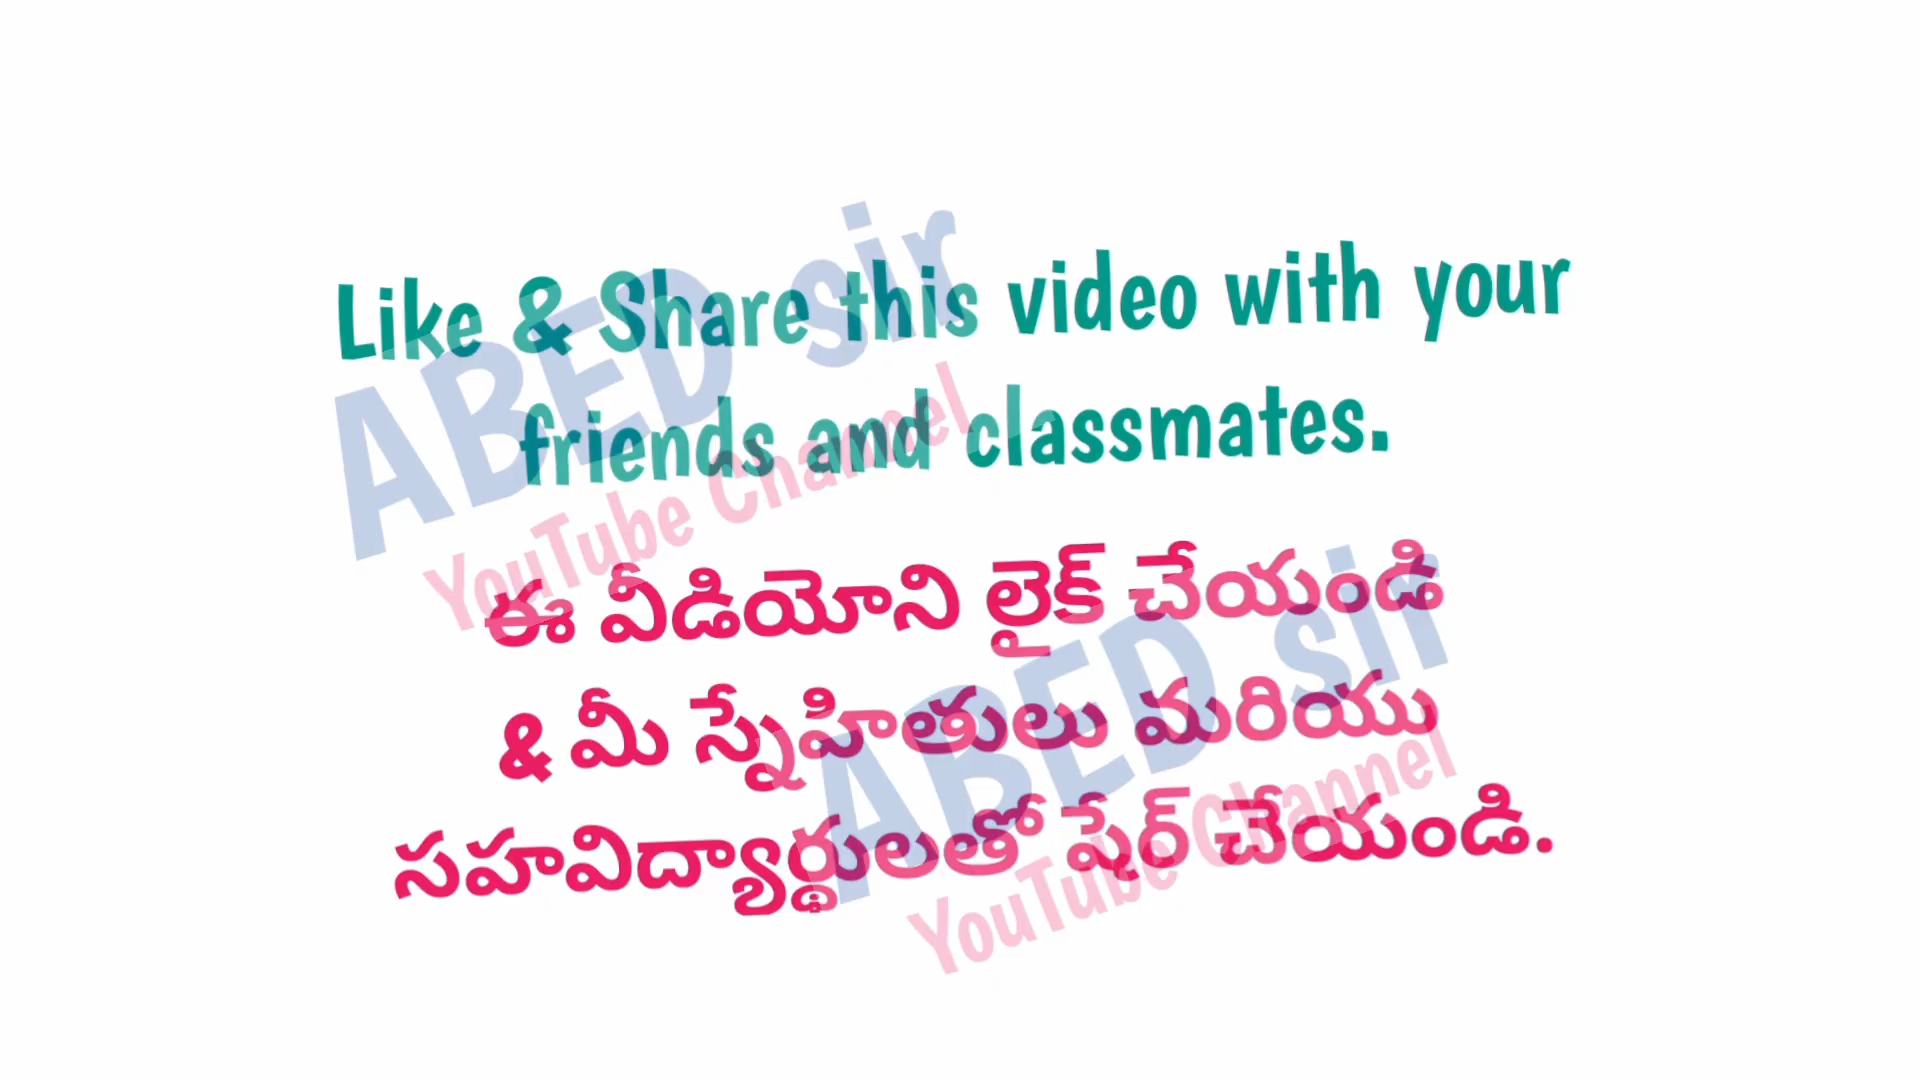 Like & Share this video with your
friends and classmates.
ఈ వీడియోని లైక్ చేయండి
& మీ స్నేహితులు మరియు
సహవిద్యార్థులతో షేర్ చేయండి.
ABED sir
YouTube Channel
ABED sir
YouTube Channel